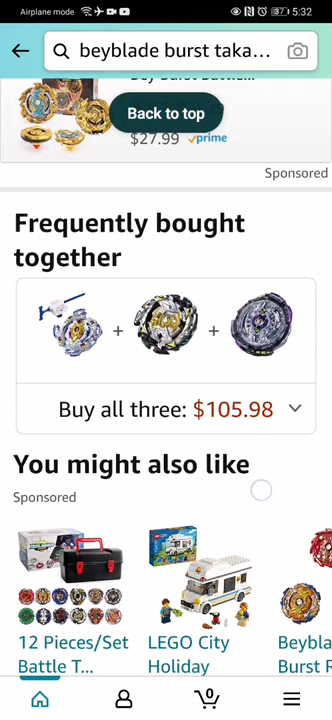 Airplane mode
87
5:32
beyblade burst taka...
Back to top
$27.99 prime
Sponsored
Frequently bought
together
+ +
Buy all three: $105.98
You might also like
Sponsored
12 Pieces/Set
Battle T...
LEGO City
Holiday
Beybla
Burst R
0